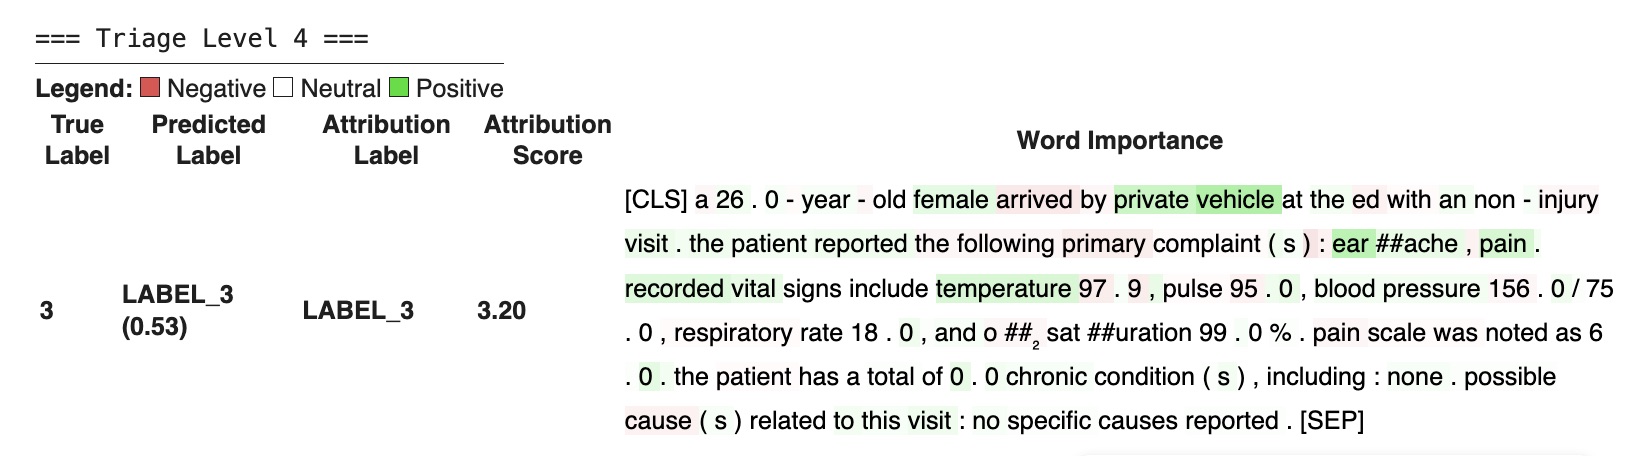 === Triage Level 4 ===
Legend: Negative Neutral Positive
True Label Predicted Label Attribution Label Attribution Score Word Importance
[CLS] a 26 . 0 - year - old female arrived by private vehicle at the ed with an non - injury
visit . the patient reported the following primary complaint ( s ) : ear ##ache , pain .
recorded vital signs include temperature 97 . 9 , pulse 95 . 0 , blood pressure 156 . 0 / 75
3 LABEL_3 (0.53) LABEL_3 3.20
. 0 , respiratory rate 18 . 0 , and o ##₂ sat ##uration 99 . 0 % . pain scale was noted as 6
. 0 . the patient has a total of 0 . 0 chronic condition ( s ) , including : none . possible
cause ( s ) related to this visit : no specific causes reported . [SEP]